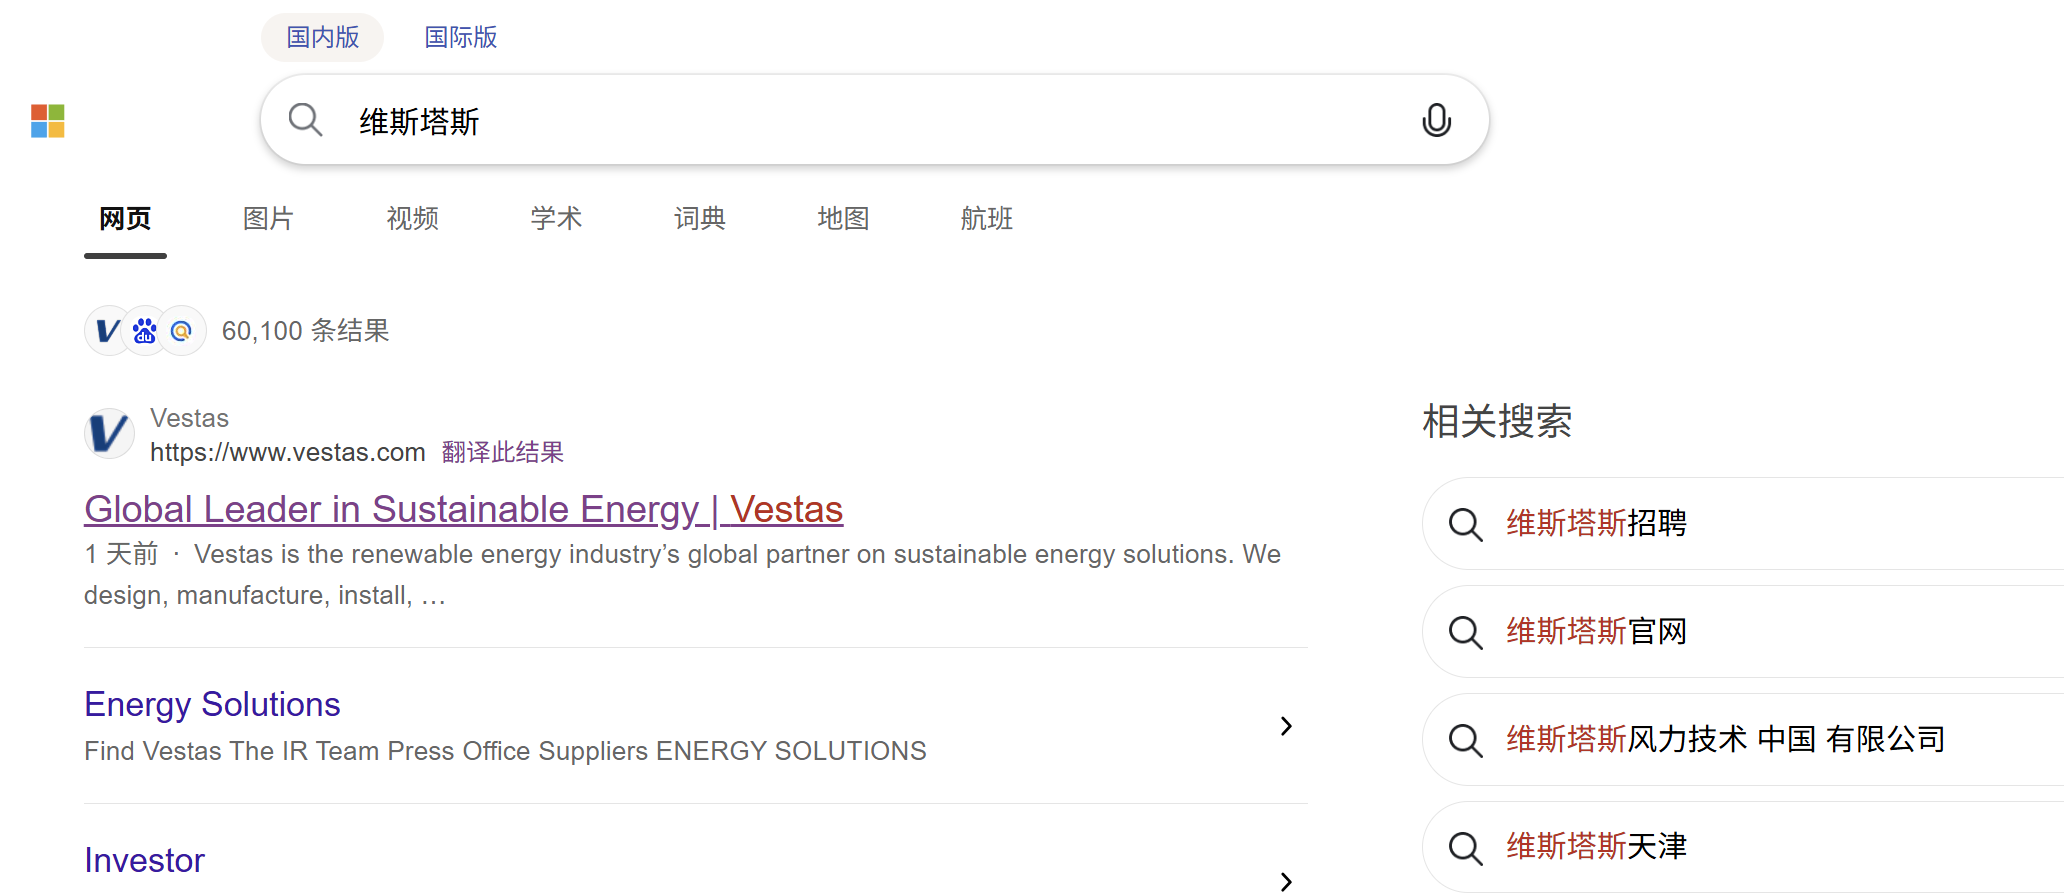 国内版 国际版
维斯塔斯
网页 图片 视频 学术 词典 地图 航班
60,100 条结果
Vestas
https://www.vestas.com 翻译此结果
Global Leader in Sustainable Energy | Vestas
1 天前 · Vestas is the renewable energy industry’s global partner on sustainable energy solutions. We
design, manufacture, install, …
Energy Solutions
Find Vestas The IR Team Press Office Suppliers ENERGY SOLUTIONS
Investor
相关搜索
维斯塔斯招聘
维斯塔斯官网
维斯塔斯风力技术 中国 有限公司
维斯塔斯天津